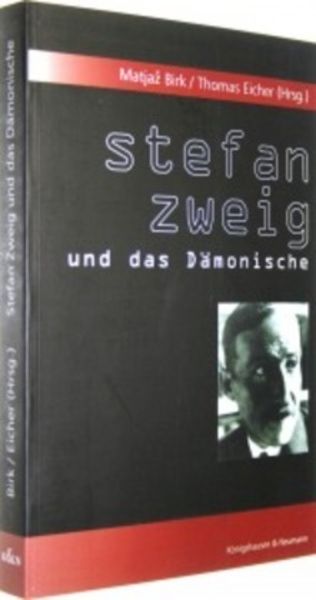 Matjaž Birk / Thomas Eicher (Hrsg.)
stefan
zweig
und das Dämonische
Königshausen & Neumann
Birk / Eicher (Hrsg.) Stefan Zweig und das Dämonische
K&N